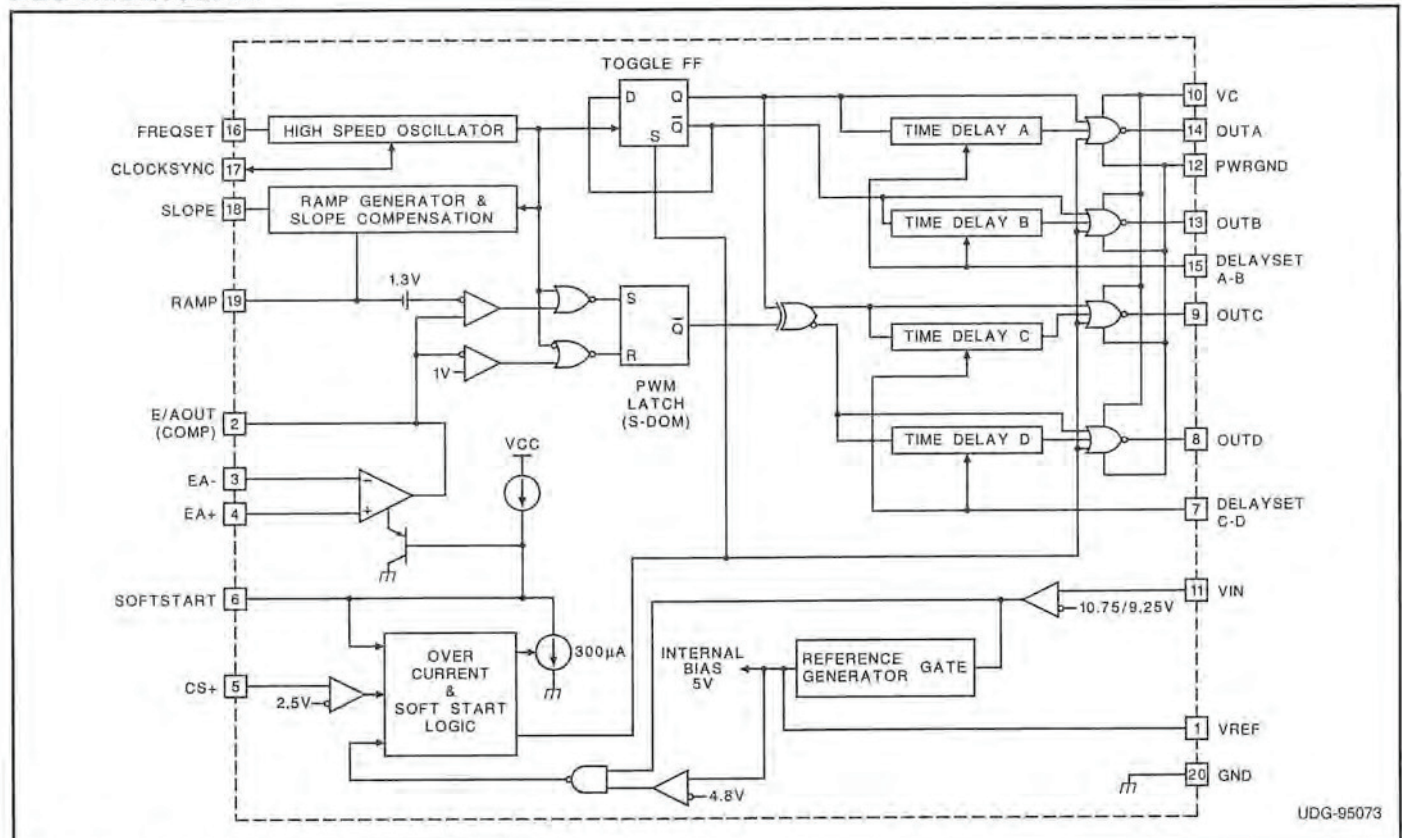 FREQSET
16
HIGH SPEED OSCILLATOR
CLOCKSYNC
17
SLOPE
18
RAMP GENERATOR &
SLOPE COMPENSATION
RAMP
19
1.3V
1V
E/AOUT
(COMP)
2
EA-
3
EA+
4
SOFTSTART
6
CS+
5
2.5V
TOGGLE FF
D
Q
Q
S
S
R
Q
PWM
LATCH
(S-DOM)
VCC
300µA
OVER
CURRENT
&
SOFT START
LOGIC
TIME DELAY A
TIME DELAY B
TIME DELAY C
TIME DELAY D
INTERNAL
BIAS
5V
REFERENCE
GENERATOR
GATE
10.75/9.25V
4.8V
10
VC
14
OUTA
12
PWRGND
13
OUTB
15
DELAYSET
A-B
9
OUTC
8
OUTD
7
DELAYSET
C-D
11
VIN
1
VREF
20
GND
UDG-95073